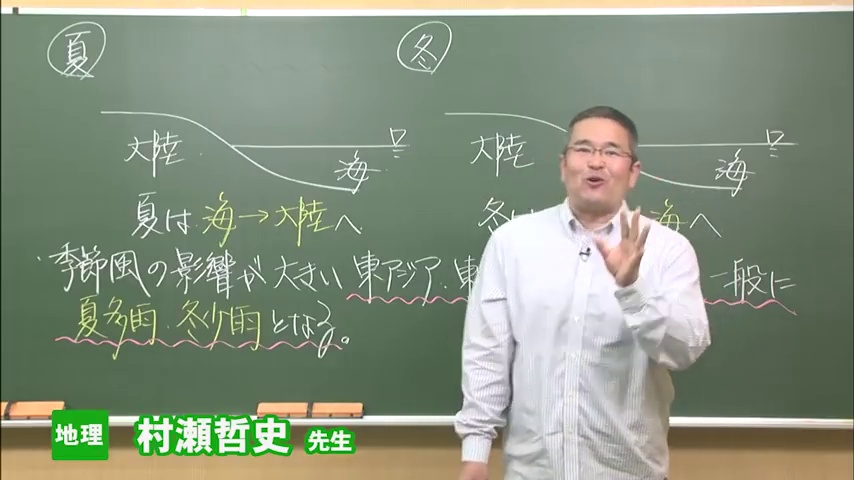 夏
冬
大陸
海
大陸
海
夏は 海→大陸へ
冬は
海へ
季節風の影響が大きい 東アジア・東
一般に
夏多雨・冬少雨となる。
地理 村瀬哲史 先生